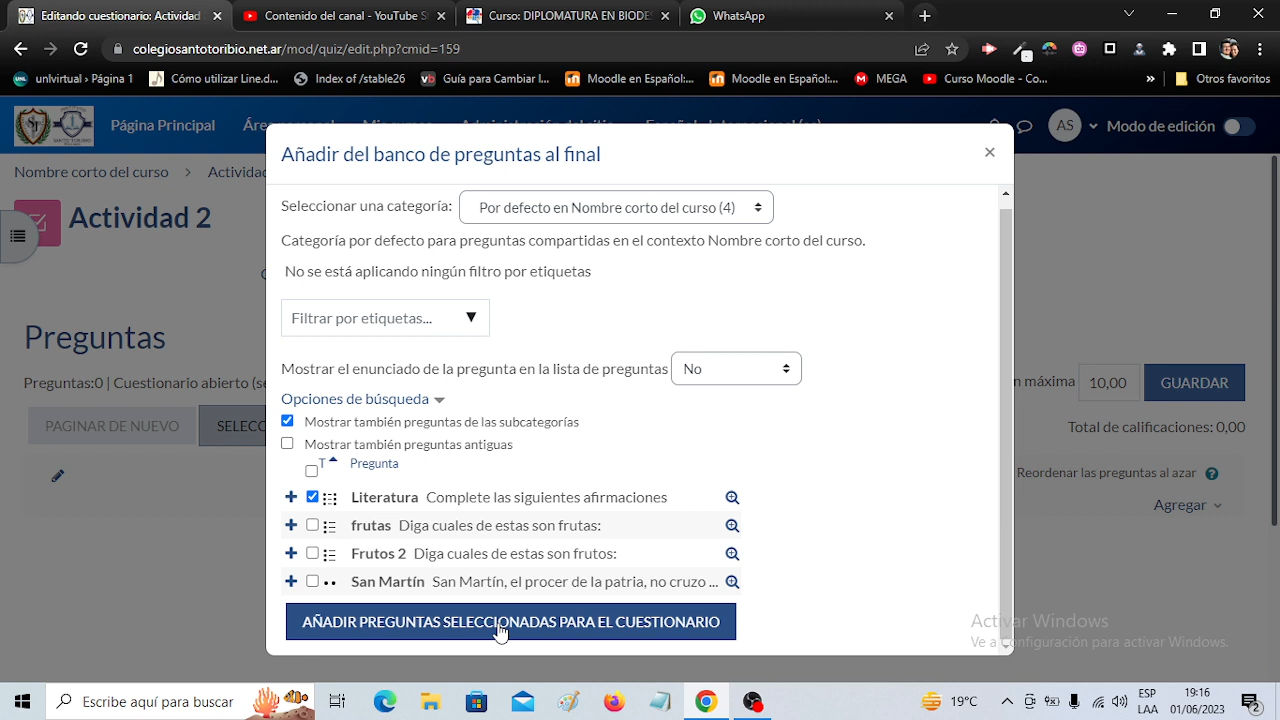 Actividad 2
Contenido del canal - YouTube S
Curso: DIPLOMATURA EN BIODES
WhatsApp
colegiosantotoribio.net.ar/mod/quiz/edit.php?cmid=159
unvirtual › Página 1
Cómo utilizar Line.d...
Index of /stable26
Guía para Cambiar l...
Moodle en Español:...
Moodle en Español:...
MEGA
Curso Moodle - Co...
»
Otros favoritos
Página Principal
AS
Modo de edición
Nombre corto del curso
Actividad 2
Añadir del banco de preguntas al final
×
Seleccionar una categoría:
Por defecto en Nombre corto del curso (4)
Categoría por defecto para preguntas compartidas en el contexto Nombre corto del curso.
No se está aplicando ningún filtro por etiquetas
Filtrar por etiquetas...
Mostrar el enunciado de la pregunta en la lista de preguntas
No
Opciones de búsqueda
Mostrar también preguntas de las subcategorías
Mostrar también preguntas antiguas
T
Pregunta
Literatura Complete las siguientes afirmaciones
frutas Diga cuales de estas son frutas:
Frutos 2 Diga cuales de estas son frutos:
San Martín San Martín, el procer de la patria, no cruzo ...
AÑADIR PREGUNTAS SELECCIONADAS PARA EL CUESTIONARIO
Preguntas
Preguntas:0 | Cuestionario abierto (se
máxima
10,00
GUARDAR
PAGINAR DE NUEVO
SELECC
Total de calificaciones: 0,00
Reordenar las preguntas al azar
Agregar
Activar Windows
Ve a Configuración para activar Windows.
Escribe aquí para buscar
19°C
ESP
LAA
19:16
01/06/2023
2